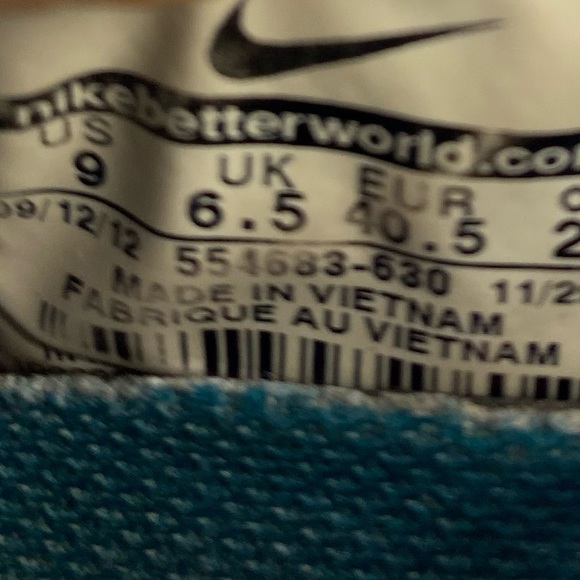 nikebetterworld.co
US UK EUR C
9 6.5 40.5 2
09/12/12 554683-630 11/2
MADE IN VIETNAM
FABRIQUE AU VIETNAM